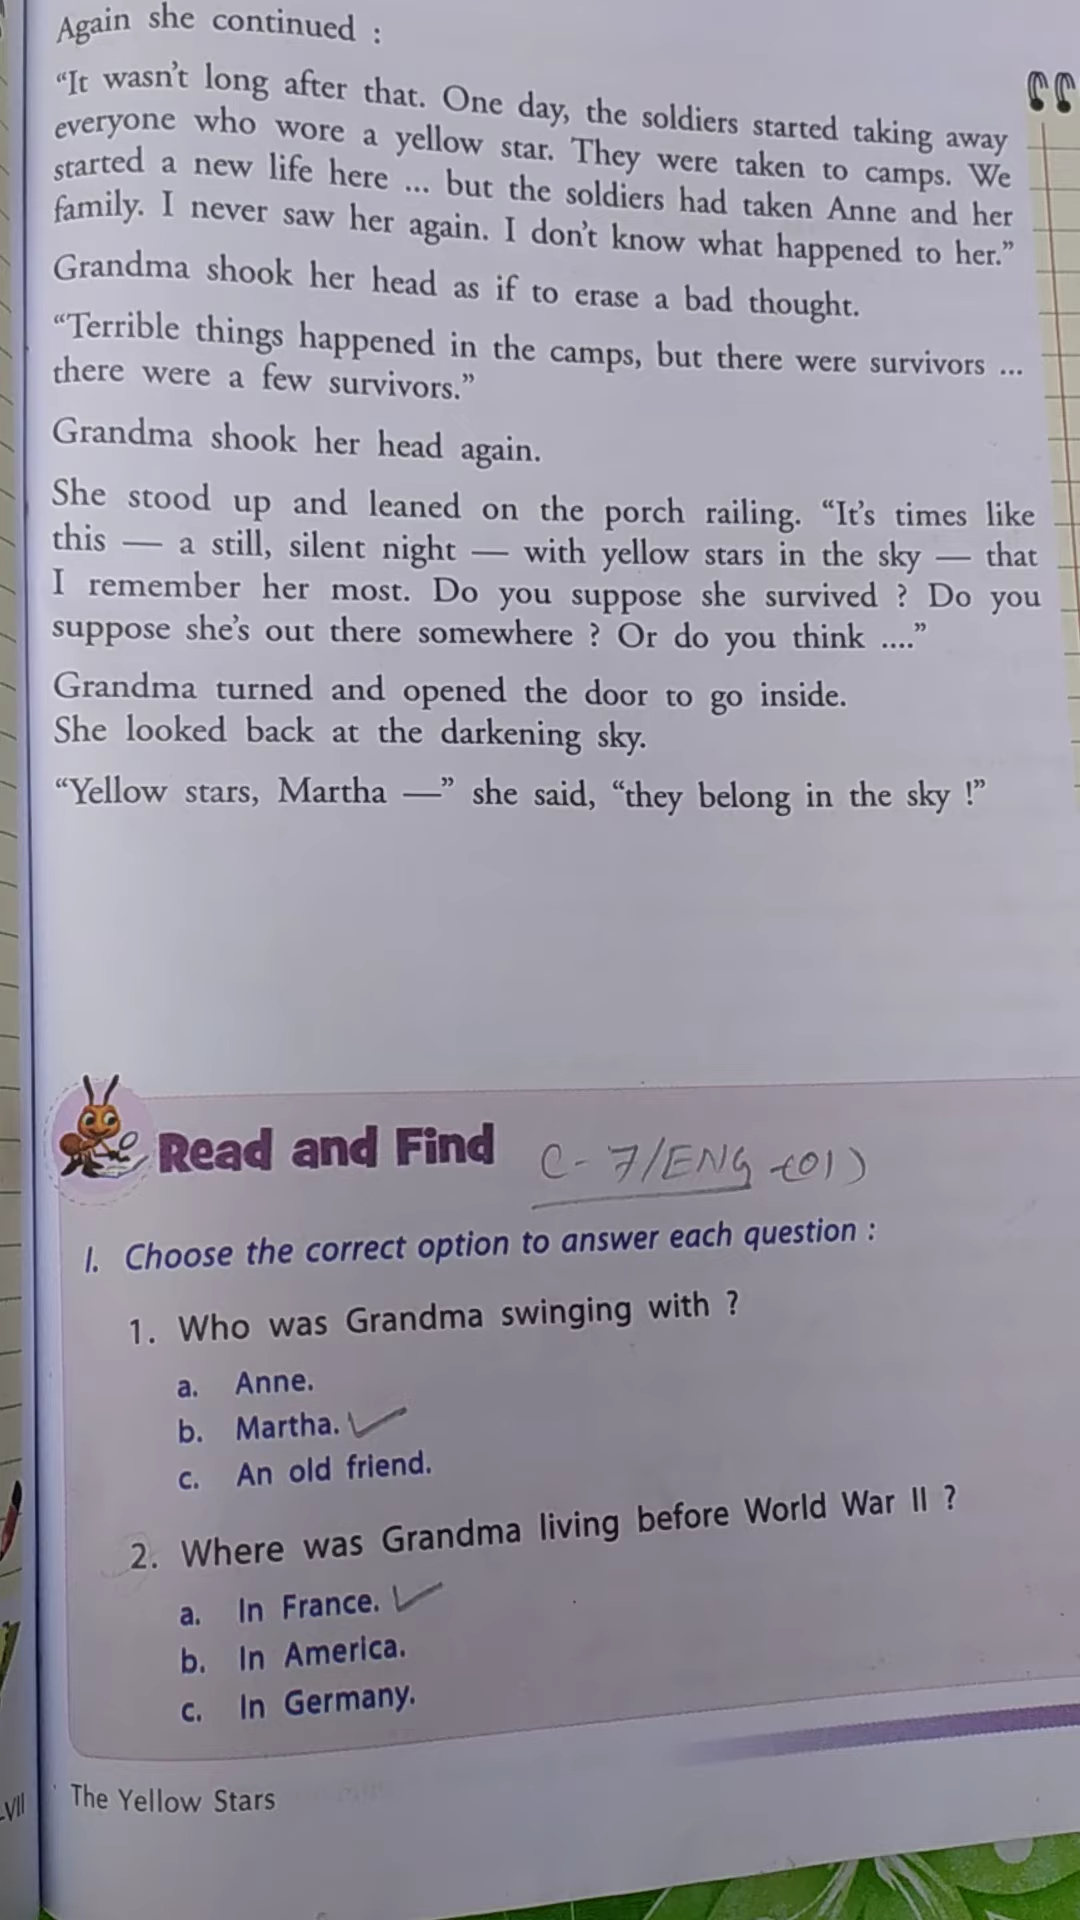 Again she continued :
“It wasn’t long after that. One day, the soldiers started taking away
everyone who wore a yellow star. They were taken to camps. We
started a new life here ... but the soldiers had taken Anne and her
family. I never saw her again. I don’t know what happened to her.”
Grandma shook her head as if to erase a bad thought.
“Terrible things happened in the camps, but there were survivors ...
there were a few survivors.”
Grandma shook her head again.
She stood up and leaned on the porch railing. “It’s times like
this — a still, silent night — with yellow stars in the sky — that
I remember her most. Do you suppose she survived ? Do you
suppose she’s out there somewhere ? Or do you think ....”
Grandma turned and opened the door to go inside.
She looked back at the darkening sky.
“Yellow stars, Martha —” she said, “they belong in the sky !”
Read and Find C-7/ENG (01)
I. Choose the correct option to answer each question :
1. Who was Grandma swinging with ?
a. Anne.
b. Martha.
c. An old friend.
2. Where was Grandma living before World War II ?
a. In France.
b. In America.
c. In Germany.
-VII
The Yellow Stars